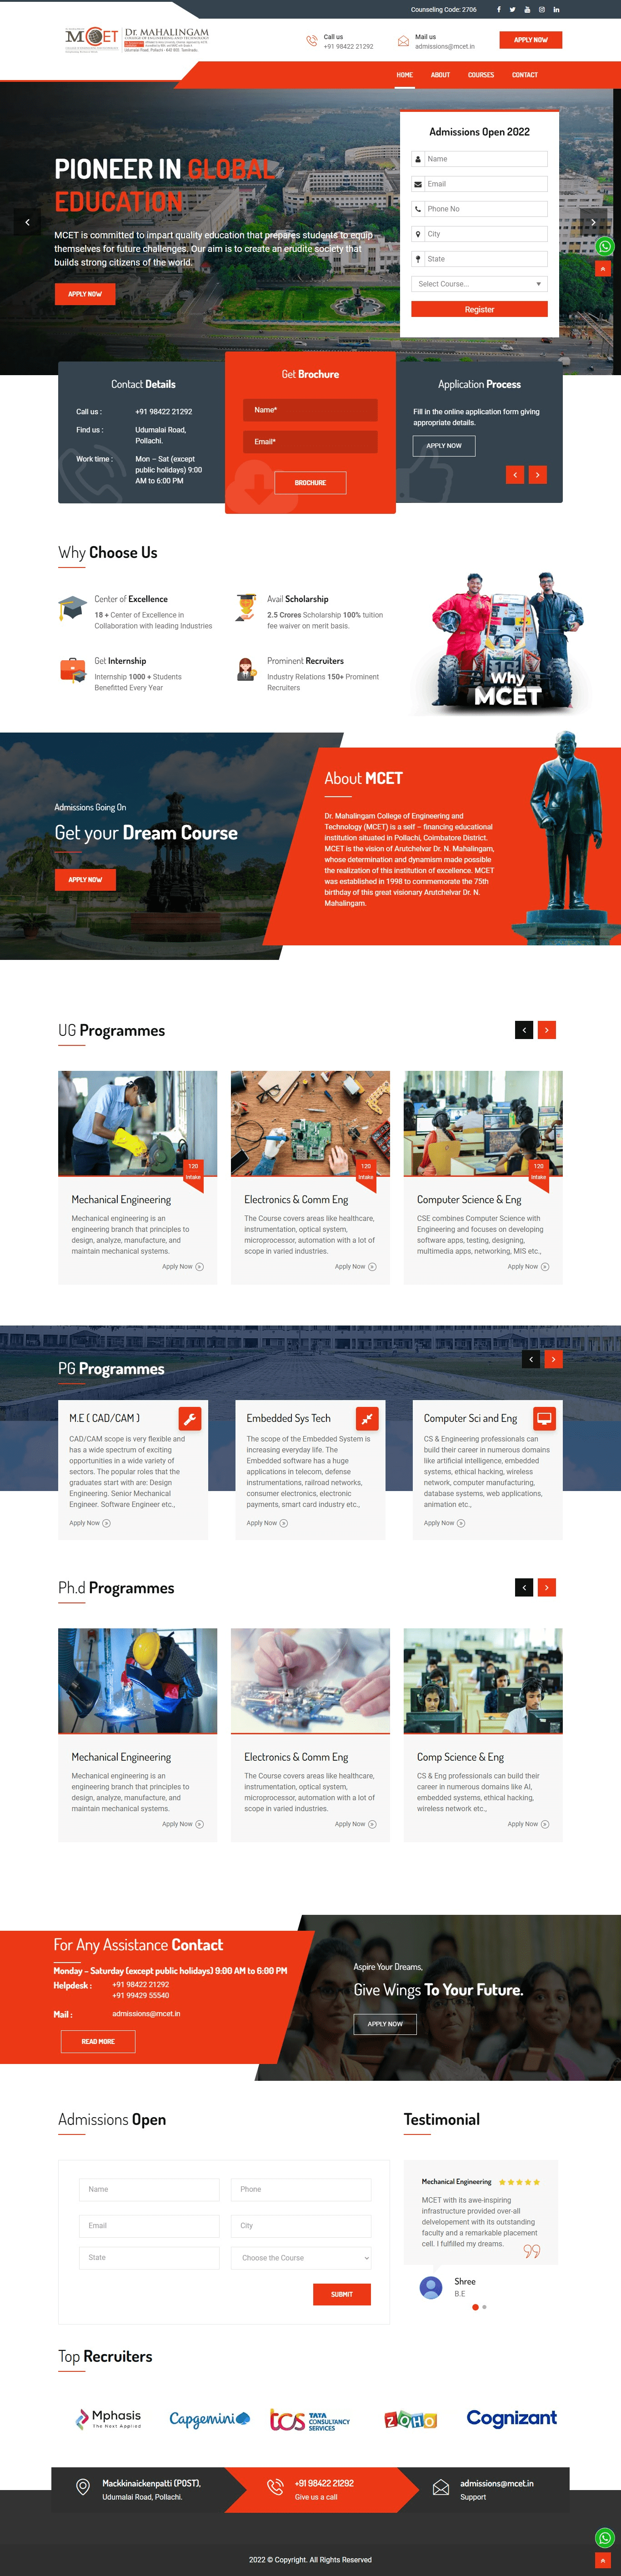 Counseling Code: 2706
MCET
Dr. MAHALINGAM
COLLEGE OF ENGINEERING AND TECHNOLOGY
Call us
+91 98422 21292
Mail us
admissions@mcet.in
APPLY NOW
HOME
ABOUT
COURSES
CONTACT
PIONEER IN GLOBAL
EDUCATION
MCET is committed to impart quality education that prepares students to equip
themselves for future challenges. Our aim is to create an erudite society that
builds strong citizens of the world.
APPLY NOW
Admissions Open 2022
Name
Email
Phone No
City
State
Select Course...
Register
Contact Details
Call us :
+91 98422 21292
Find us :
Udumalai Road,
Pollachi.
Work time :
Mon – Sat (except
public holidays) 9:00
AM to 6:00 PM
Get Brochure
Name*
Email*
BROCHURE
Application Process
Fill in the online application form giving
appropriate details.
APPLY NOW
Why Choose Us
Center of Excellence
18 + Center of Excellence in
Collaboration with leading Industries
Avail Scholarship
2.5 Crores Scholarship 100% tuition
fee waiver on merit basis.
Get Internship
Internship 1000 + Students
Benefitted Every Year
Prominent Recruiters
Industry Relations 150+ Prominent
Recruiters
Why
MCET
Admissions Going On
Get your Dream Course
APPLY NOW
About MCET
Dr. Mahalingam College of Engineering and
Technology (MCET) is a self – financing educational
institution situated in Pollachi, Coimbatore District.
MCET is the vision of Arutchelvar Dr. N. Mahalingam,
whose determination and dynamism made possible
the realization of this institution of excellence. MCET
was established in 1998 to commemorate the 75th
birthday of this great visionary Arutchelvar Dr. N.
Mahalingam.
UG Programmes
120
Intake
Mechanical Engineering
Mechanical engineering is an
engineering branch that principles to
design, analyze, manufacture, and
maintain mechanical systems.
Apply Now
120
Intake
Electronics & Comm Eng
The Course covers areas like healthcare,
instrumentation, optical system,
microprocessor, automation with a lot of
scope in varied industries.
Apply Now
120
Intake
Computer Science & Eng
CSE combines Computer Science with
Engineering and focuses on developing
software apps, testing, designing,
multimedia apps, networking, MIS etc.,
Apply Now
PG Programmes
M.E ( CAD/CAM )
CAD/CAM scope is very flexible and
has a wide spectrum of exciting
opportunities in a wide variety of
sectors. The popular roles that the
graduates start with are: Design
Engineering. Senior Mechanical
Engineer. Software Engineer etc.,
Apply Now
Embedded Sys Tech
The scope of the Embedded System is
increasing everyday life. The
Embedded software has a huge
applications in telecom, defense
instrumentations, railroad networks,
consumer electronics, electronic
payments, smart card industry etc.,
Apply Now
Computer Sci and Eng
CS & Engineering professionals can
build their career in numerous domains
like artificial intelligence, embedded
systems, ethical hacking, wireless
network, computer manufacturing,
database systems, web applications,
animation etc.,
Apply Now
Ph.d Programmes
Mechanical Engineering
Mechanical engineering is an
engineering branch that principles to
design, analyze, manufacture, and
maintain mechanical systems.
Apply Now
Electronics & Comm Eng
The Course covers areas like healthcare,
instrumentation, optical system,
microprocessor, automation with a lot of
scope in varied industries.
Apply Now
Comp Science & Eng
CS & Eng professionals can build their
career in numerous domains like AI,
embedded systems, ethical hacking,
wireless network etc.,
Apply Now
For Any Assistance Contact
Monday – Saturday (except public holidays) 9:00 AM to 6:00 PM
Helpdesk :
+91 98422 21292
+91 99429 55540
Mail :
admissions@mcet.in
READ MORE
Aspire Your Dreams,
Give Wings To Your Future.
APPLY NOW
Admissions Open
Name
Phone
Email
City
State
Choose the Course
SUBMIT
Testimonial
Mechanical Engineering
MCET with its awe-inspiring
infrastructure provided over-all
delvelopement with its outstanding
faculty and a remarkable placement
cell. I fulfilled my dreams.
Shree
B.E
Top Recruiters
Mphasis
The Next Applied
Capgemini
tcs TATA
CONSULTANCY
SERVICES
ZOHO
Cognizant
Mackkinaickenpatti (POST),
Udumalai Road, Pollachi.
+91 98422 21292
Give us a call
admissions@mcet.in
Support
2022 © Copyright. All Rights Reserved